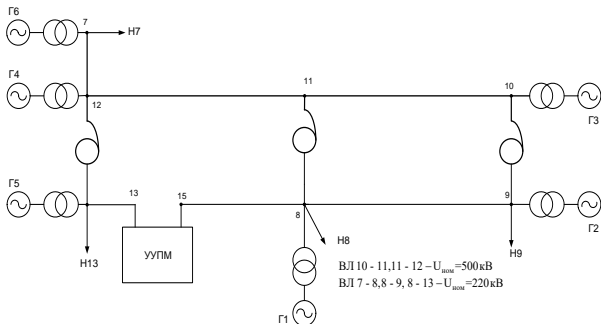 Г6
7
Н7
Г4
12
11
10
Г3
Г5
13
15
8
9
Г2
УУПМ
Н13
Н8
Н9
ВЛ 10 - 11,11 - 12 – Uном=500кВ
ВЛ 7 - 8,8 - 9, 8 - 13 – Uном=220кВ
Г1